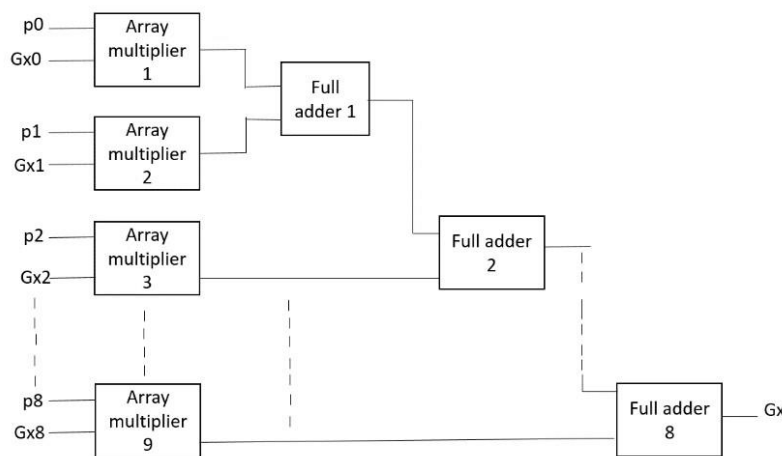 p0
Gx0
Array
multiplier
1
Full
adder 1
p1
Gx1
Array
multiplier
2
p2
Gx2
Array
multiplier
3
Full adder
2
p8
Gx8
Array
multiplier
9
Full adder
8
Gx